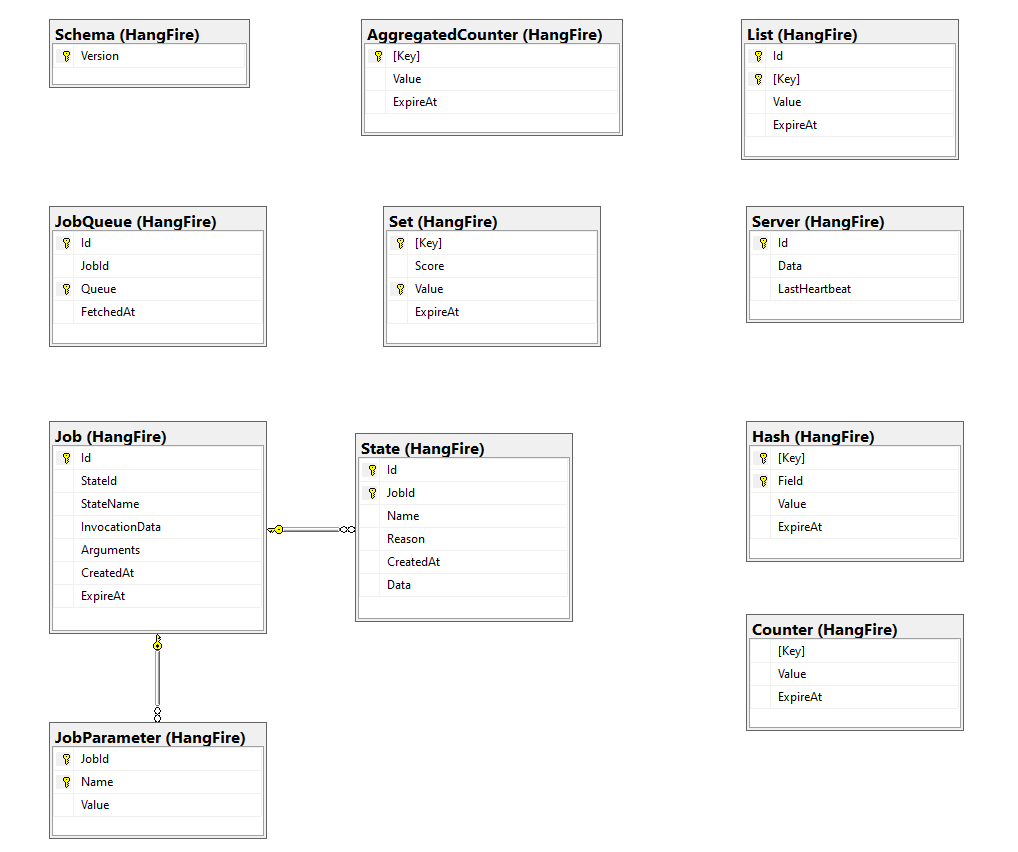 Schema (HangFire)
Version
AggregatedCounter (HangFire)
[Key]
Value
ExpireAt
List (HangFire)
Id
[Key]
Value
ExpireAt
JobQueue (HangFire)
Id
JobId
Queue
FetchedAt
Set (HangFire)
[Key]
Score
Value
ExpireAt
Server (HangFire)
Id
Data
LastHeartbeat
Job (HangFire)
Id
StateId
StateName
InvocationData
Arguments
CreatedAt
ExpireAt
State (HangFire)
Id
JobId
Name
Reason
CreatedAt
Data
Hash (HangFire)
[Key]
Field
Value
ExpireAt
Counter (HangFire)
[Key]
Value
ExpireAt
JobParameter (HangFire)
JobId
Name
Value